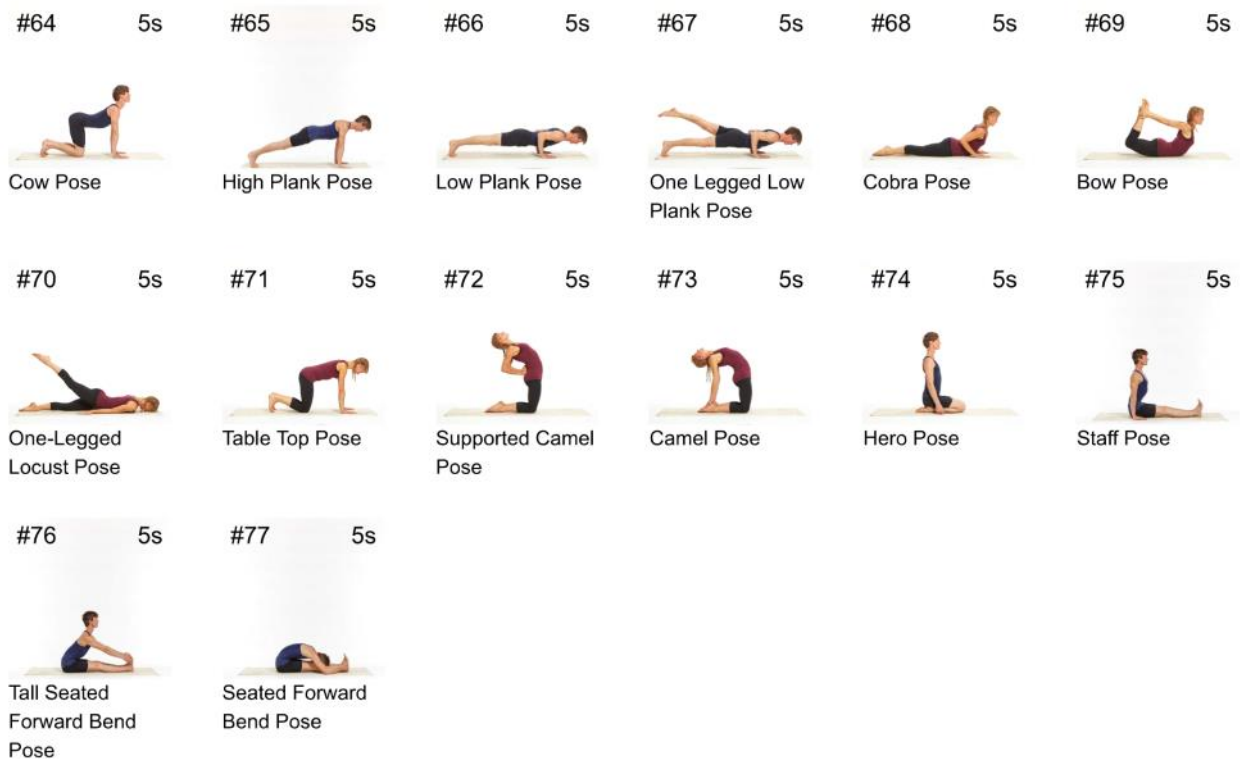 #64 5s
#65 5s
#66 5s
#67 5s
#68 5s
#69 5s
Cow Pose
High Plank Pose
Low Plank Pose
One Legged Low
Plank Pose
Cobra Pose
Bow Pose
#70 5s
#71 5s
#72 5s
#73 5s
#74 5s
#75 5s
One-Legged
Locust Pose
Table Top Pose
Supported Camel
Pose
Camel Pose
Hero Pose
Staff Pose
#76 5s
#77 5s
Tall Seated
Forward Bend
Pose
Seated Forward
Bend Pose